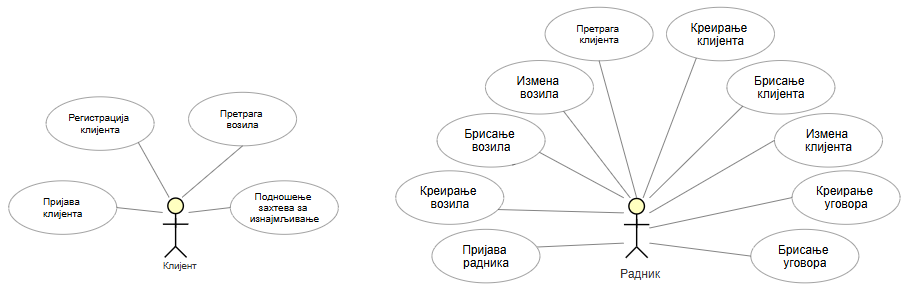 Регистрација
клијента
Претрага
возила
Пријава
клијента
Подношење
захтева за
изнајмљивање
Клијент
Претрага
клијента
Креирање
клијента
Измена
возила
Брисање
клијента
Брисање
возила
Измена
клијента
Креирање
возила
Креирање
уговора
Пријава
радника
Брисање
уговора
Радник